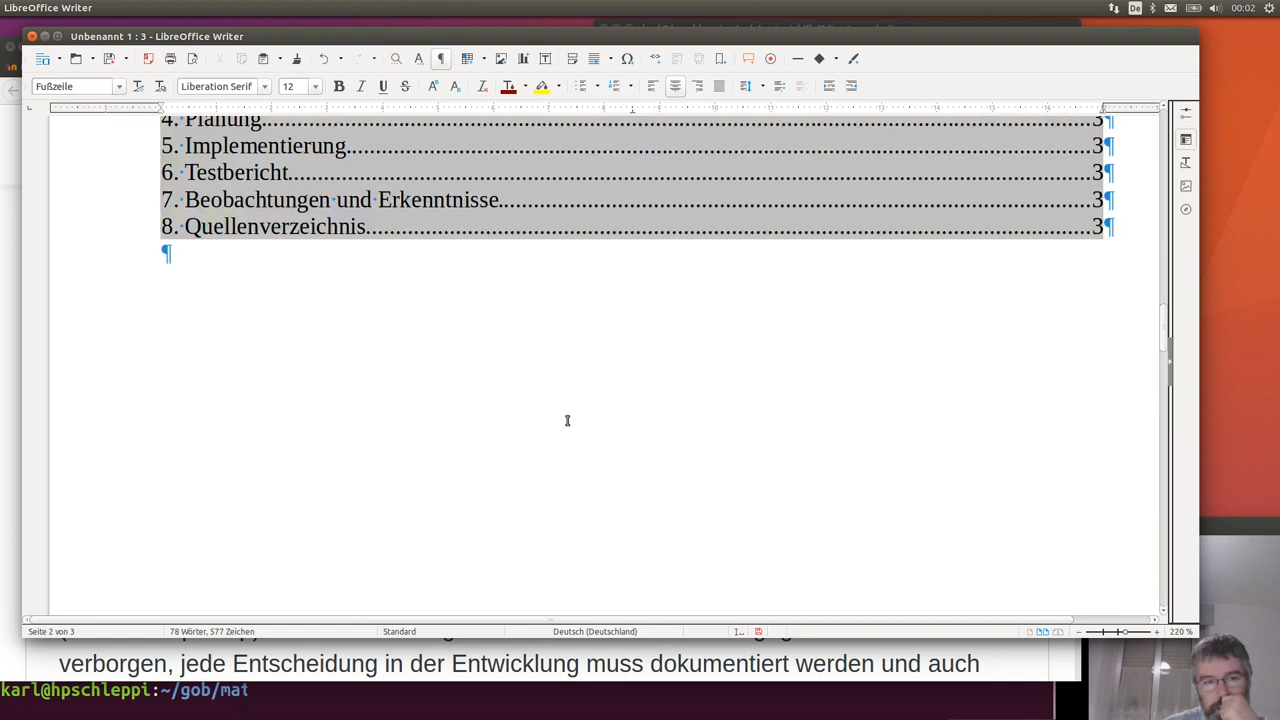 LibreOffice Writer
De
00:02
Unbenannt 1 : 3 - LibreOffice Writer
Fußzeile
Liberation Serif
12
4. Planung 3¶
5. Implementierung 3¶
6. Testbericht 3¶
7. Beobachtungen und Erkenntnisse 3¶
8. Quellenverzeichnis 3¶
¶
Seite 2 von 3
78 Wörter, 577 Zeichen
Standard
Deutsch (Deutschland)
220 %
verborgen, jede Entscheidung in der Entwicklung muss dokumentiert werden und auch
karl@hpschleppi:~/gob/mat